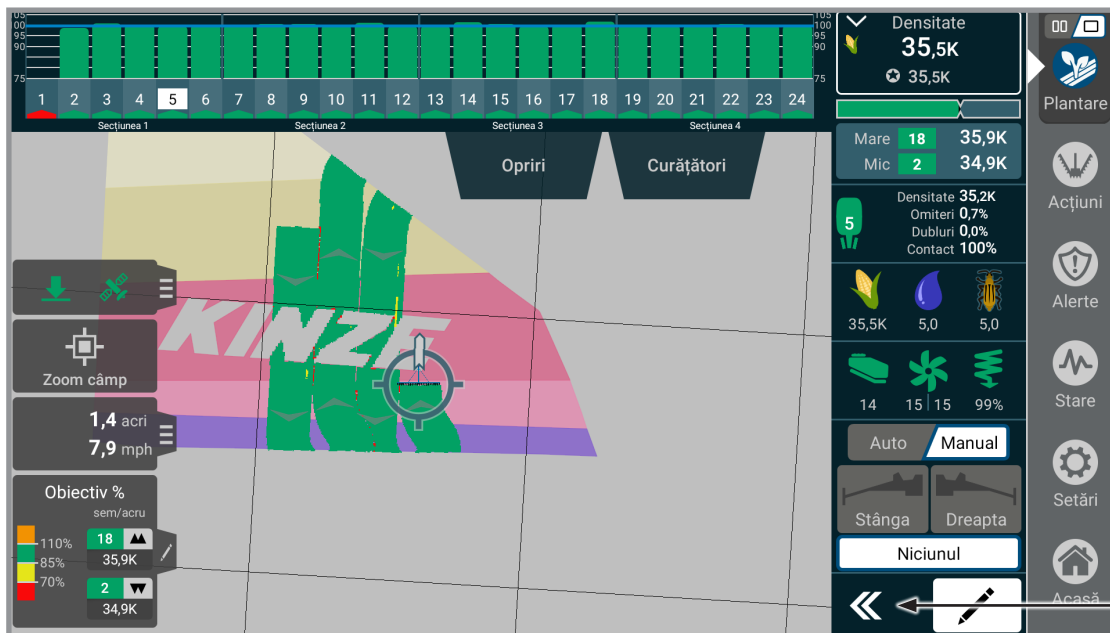 05 105
00 100
95 95
90 90
75 75
1 2 3 4 5 6 7 8 9 10 11 12 13 14 15 16 17 18 19 20 21 22 23 24
Secțiunea 1 Secțiunea 2 Secțiunea 3 Secțiunea 4
Opriri Curățători
KINZE
Zoom câmp
1,4 acri
7,9 mph
Obiectiv %
sem/acru
110%
85%
70%
18
35,9K
2
34,9K
Densitate
35,5K
35,5K
Mare 18 35,9K
Mic 2 34,9K
5
Densitate 35,2K
Omiteri 0,7%
Dubluri 0,0%
Contact 100%
35,5K 5,0 5,0
14 15 15 99%
Auto Manual
Stânga Dreapta
Niciunul
Plantare
Acțiuni
Alerte
Stare
Setări
Acasă